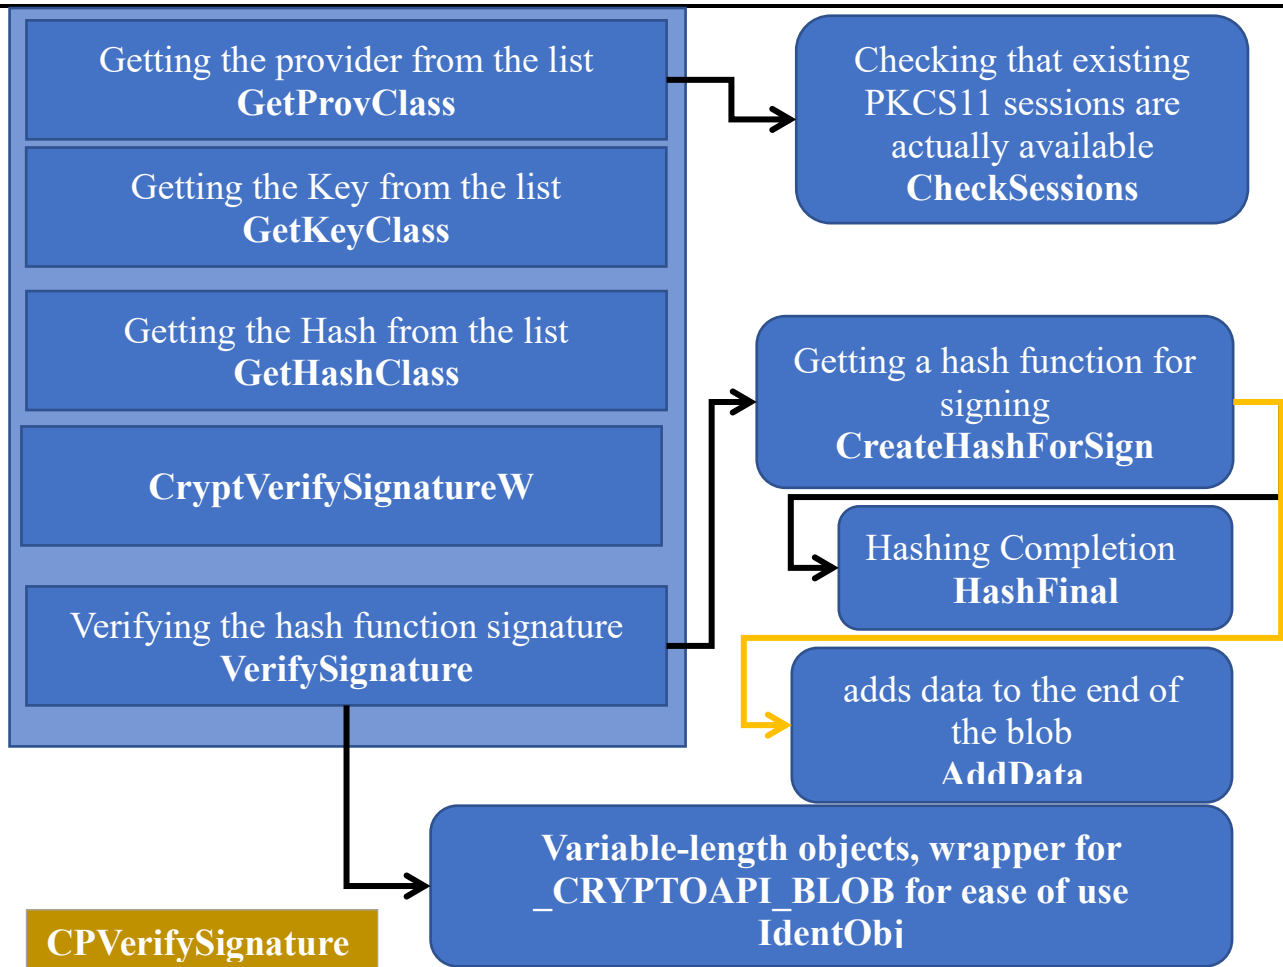 Getting the provider from the list
GetProvClass
Getting the Key from the list
GetKeyClass
Getting the Hash from the list
GetHashClass
CryptVerifySignatureW
Verifying the hash function signature
VerifySignature
Checking that existing
PKCS11 sessions are
actually available
CheckSessions
Getting a hash function for
signing
CreateHashForSign
Hashing Completion
HashFinal
adds data to the end of
the blob
AddData
Variable-length objects, wrapper for
_CRYPTOAPI_BLOB for ease of use
IdentObj
CPVerifySignature